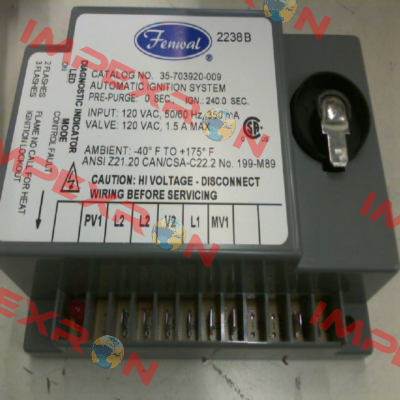 Fenwal
2238B
CATALOG NO. 35-703920-009
AUTOMATIC IGNITION SYSTEM
PRE-PURGE: 0 SEC. IGN: 240.0 SEC.
INPUT: 120 VAC, 50/60 Hz, 350 mA
VALVE: 120 VAC, 1.5 A MAX
AMBIENT: -40° F TO +175° F
ANSI Z21.20 CAN/CSA-C22.2 No. 199-M89
CAUTION: HI VOLTAGE - DISCONNECT
WIRING BEFORE SERVICING
PV1 L2 L2 V2 L1 MV1
DIAGNOSTIC INDICATOR
LED MODE
ON CONTROL FAULT
2 FLASHES FLAME NO CALL FOR HEAT
3 FLASHES IGNITION LOCKOUT
IMPEXRON
IMPEXRON
IMPEXRON